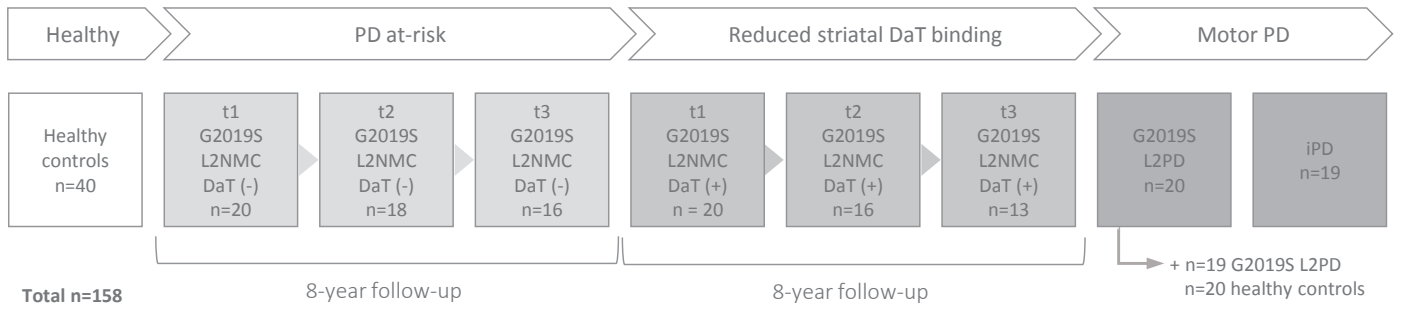 Healthy
PD at-risk
Reduced striatal DaT binding
Motor PD
Healthy
controls
n=40
t1
G2019S
L2NMC
DaT (-)
n=20
t2
G2019S
L2NMC
DaT (-)
n=18
t3
G2019S
L2NMC
DaT (-)
n=16
t1
G2019S
L2NMC
DaT (+)
n = 20
t2
G2019S
L2NMC
DaT (+)
n=16
t3
G2019S
L2NMC
DaT (+)
n=13
G2019S
L2PD
n=20
iPD
n=19
8-year follow-up
8-year follow-up
+ n=19 G2019S L2PD
n=20 healthy controls
Total n=158